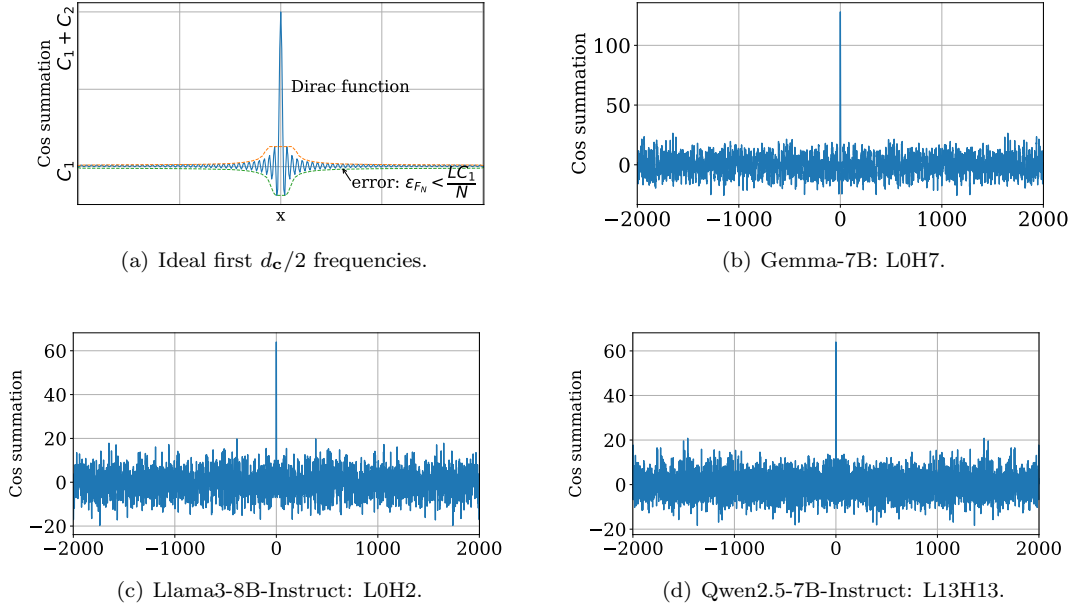 Cos summation
C₁ + C₂
C₁
Dirac function
error: ε_{F_N} < LC₁/N
x
(a) Ideal first d_c/2 frequencies.
Cos summation
100
50
0
−2000 −1000 0 1000 2000
(b) Gemma-7B: L0H7.
Cos summation
60
40
20
0
−20
−2000 −1000 0 1000 2000
(c) Llama3-8B-Instruct: L0H2.
Cos summation
60
40
20
0
−20
−2000 −1000 0 1000 2000
(d) Qwen2.5-7B-Instruct: L13H13.